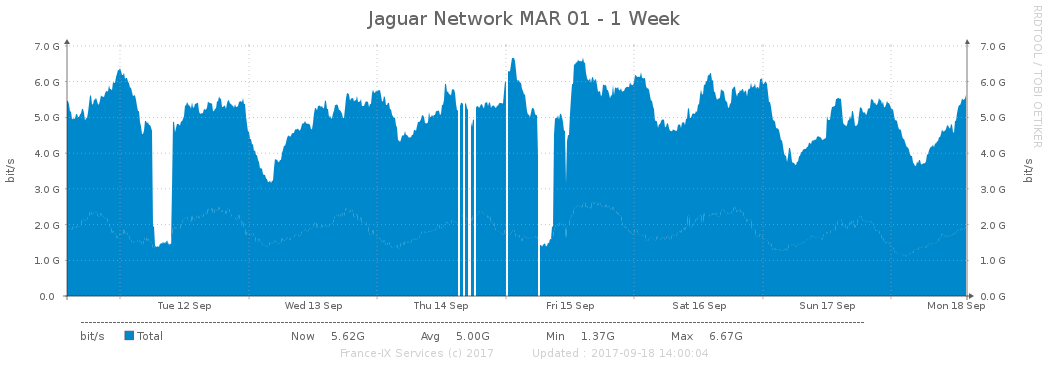 Jaguar Network MAR 01 - 1 Week
RRDTOOL / TOBI OETIKER
7.0 G 7.0 G
6.0 G 6.0 G
5.0 G 5.0 G
4.0 G 4.0 G
bit/s bit/s
3.0 G 3.0 G
2.0 G 2.0 G
1.0 G 1.0 G
0.0 0.0 G
Tue 12 Sep Wed 13 Sep Thu 14 Sep Fri 15 Sep Sat 16 Sep Sun 17 Sep Mon 18 Sep
bit/s Total Now 5.62G Avg 5.00G Min 1.37G Max 6.67G
France-IX Services (c) 2017 Updated : 2017-09-18 14:00:04